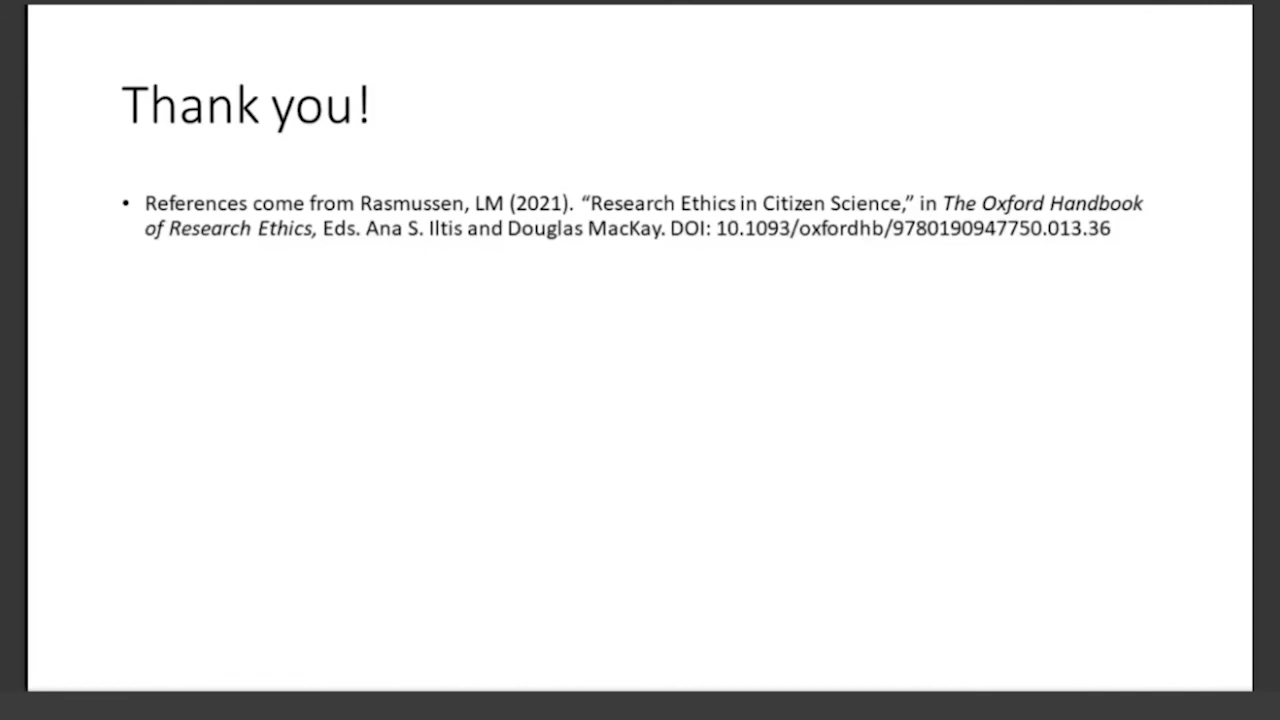 Thank you!
• References come from Rasmussen, LM (2021). “Research Ethics in Citizen Science,” in The Oxford Handbook
of Research Ethics, Eds. Ana S. Iltis and Douglas MacKay. DOI: 10.1093/oxfordhb/9780190947750.013.36